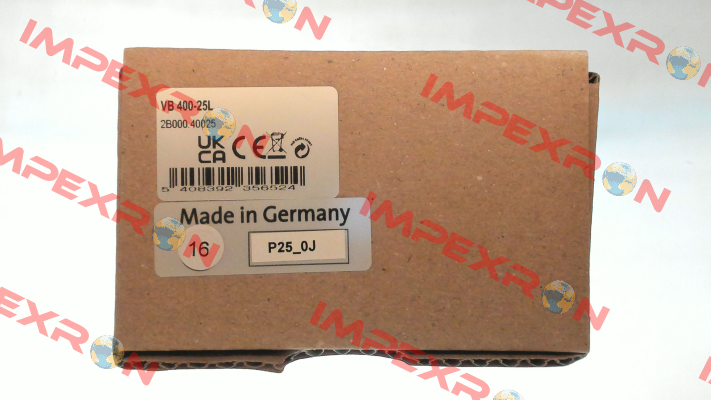 VB 400-25L
2B000.40025
UK
CA CE
5 408392 356524
Made in Germany
16
P25_0J
IMPEXRON
IMPEXRON
IMPEXRON
IMPEXRON
IMPEXRON
IMPEXRON